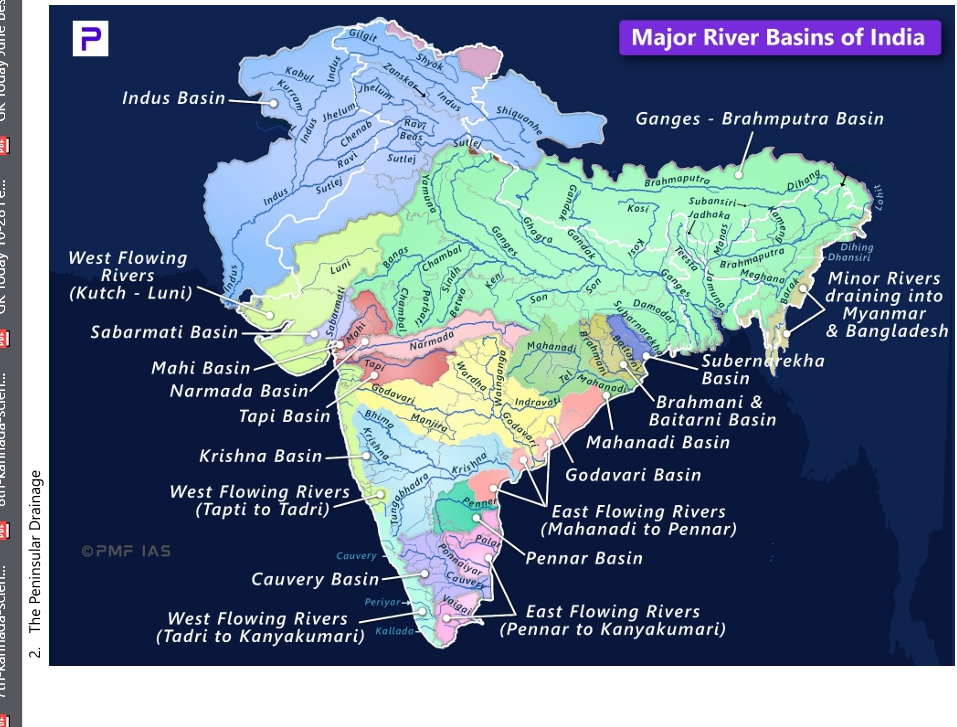 Major River Basins of India
P
Indus Basin
Ganges - Brahmputra Basin
West Flowing
Rivers
(Kutch - Luni)
Sabarmati Basin
Mahi Basin
Narmada Basin
Tapi Basin
Krishna Basin
West Flowing Rivers
(Tapti to Tadri)
©PMF IAS
Cauvery
Cauvery Basin
Periyar
West Flowing Rivers
(Tadri to Kanyakumari)
Kallada
Minor Rivers
draining into
Myanmar
& Bangladesh
Subernarekha
Basin
Brahmani &
Baitarni Basin
Mahanadi Basin
Godavari Basin
East Flowing Rivers
(Mahanadi to Pennar)
Pennar Basin
East Flowing Rivers
(Pennar to Kanyakumari)
Gilgit
Shyok
Indus
Kabul
Kurram
Zanskar
Jhelum
Indus
Shiquanhe
Jhelum
Indus
Chenab
Ravi
Beas
Ravi
Sutlej
Sutlej
Sutlej
Indus
Indus
Yamuna
Gandak
Brahmaputra
Dihang
Lohit
Kosi
Subansiri
Jadhaka
Kameng
Manas
Ghagra
Ganges
Gandak
Kosi
Teesta
Dihing
Dhansiri
Brahmaputra
Meghana
Barak
Jamuna
Ganges
Luni
Banas
Chambal
Sindh
Ken
Betwa
Parbati
Chambal
Son
Son
Damodar
Sabarmati
Mahi
Narmada
Tapi
Mahanadi
Brahmani
Baitarni
Subarnarekha
Tel
Mahanadi
Wardha
Wainganga
Godavari
Indravati
Manjira
Godavari
Bhima
Krishna
Krishna
Tungabhadra
Penner
Palar
Ponnaiyar
Cauvery
Vaigai
2. The Peninsular Drainage